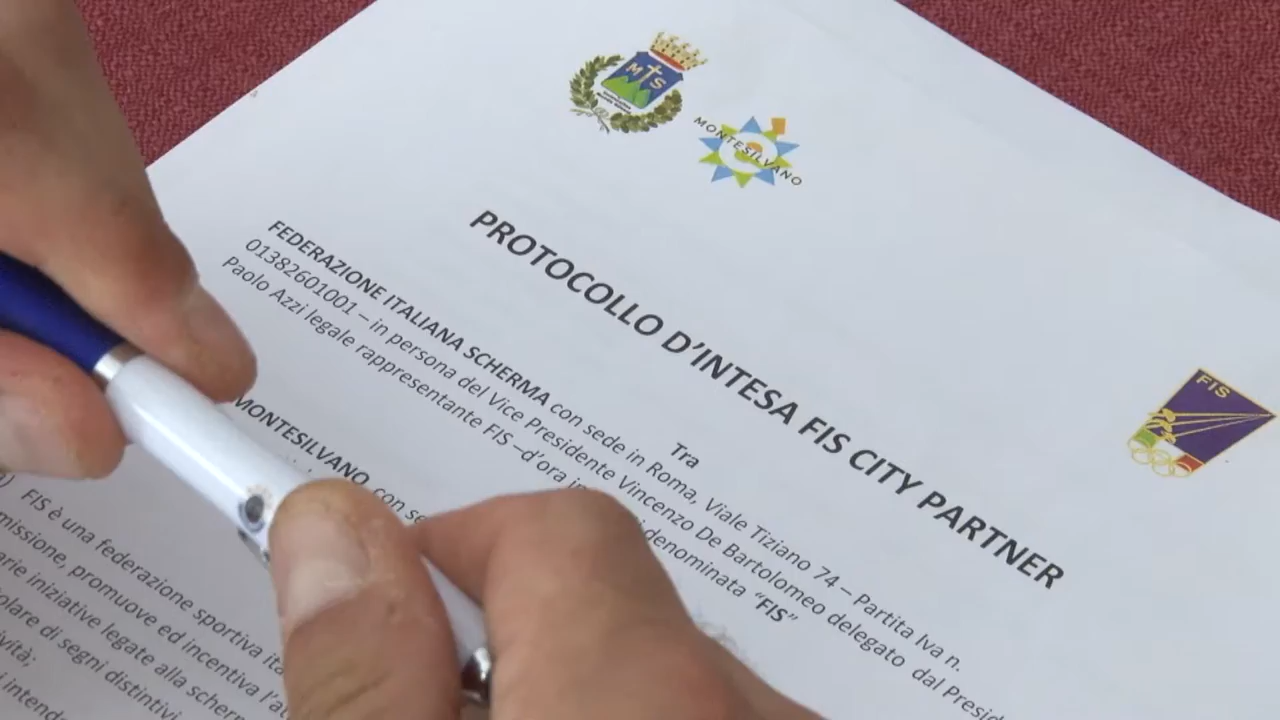 MTS
MONTESILVANO
PROTOCOLLO D'INTESA FIS CITY PARTNER
FIS
Tra
FEDERAZIONE ITALIANA SCHERMA con sede in Roma, Viale Tiziano 74 – Partita Iva n.
01382601001 – in persona del Vice Presidente Vincenzo De Bartolomeo delegato dal Presid
Paolo Azzi legale rappresentante FIS –d'ora in denominata "FIS"
MONTESILVANO con se
FIS è una federazione sportiva ita
missione, promuove ed incentiva l'at
arie iniziative legate alla scherm
olare di segni distintivi
vità;
i intend